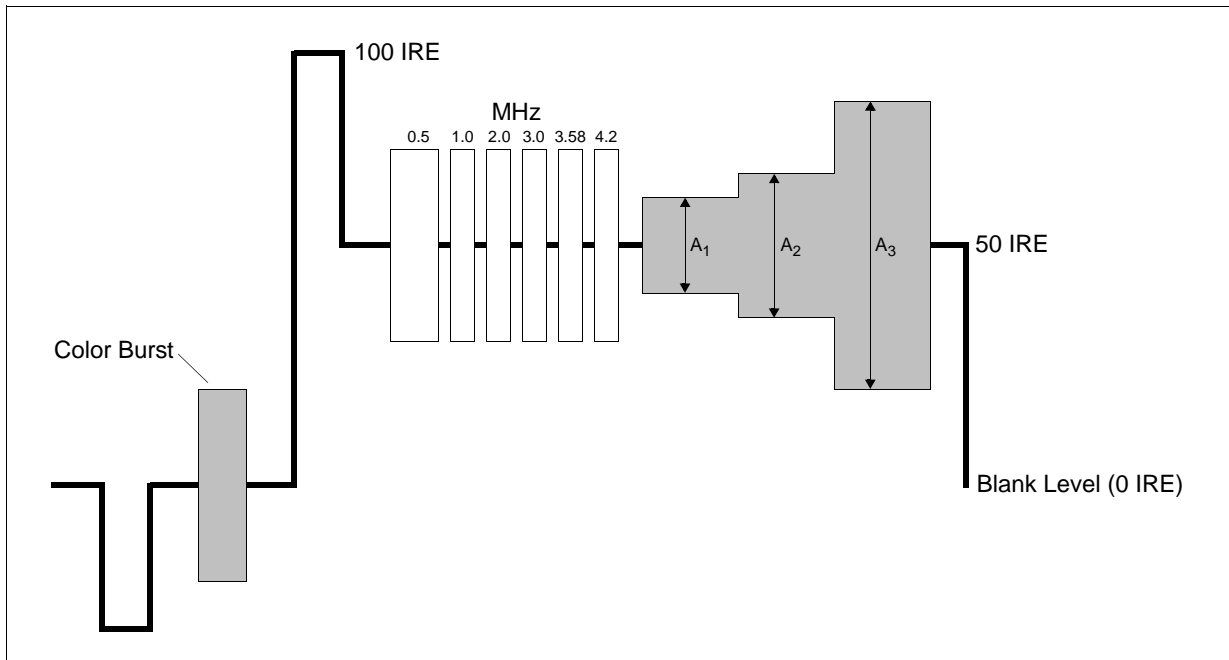 100 IRE
MHz
0.5 1.0 2.0 3.0 3.58 4.2
A1 A2 A3
50 IRE
Color Burst
Blank Level (0 IRE)